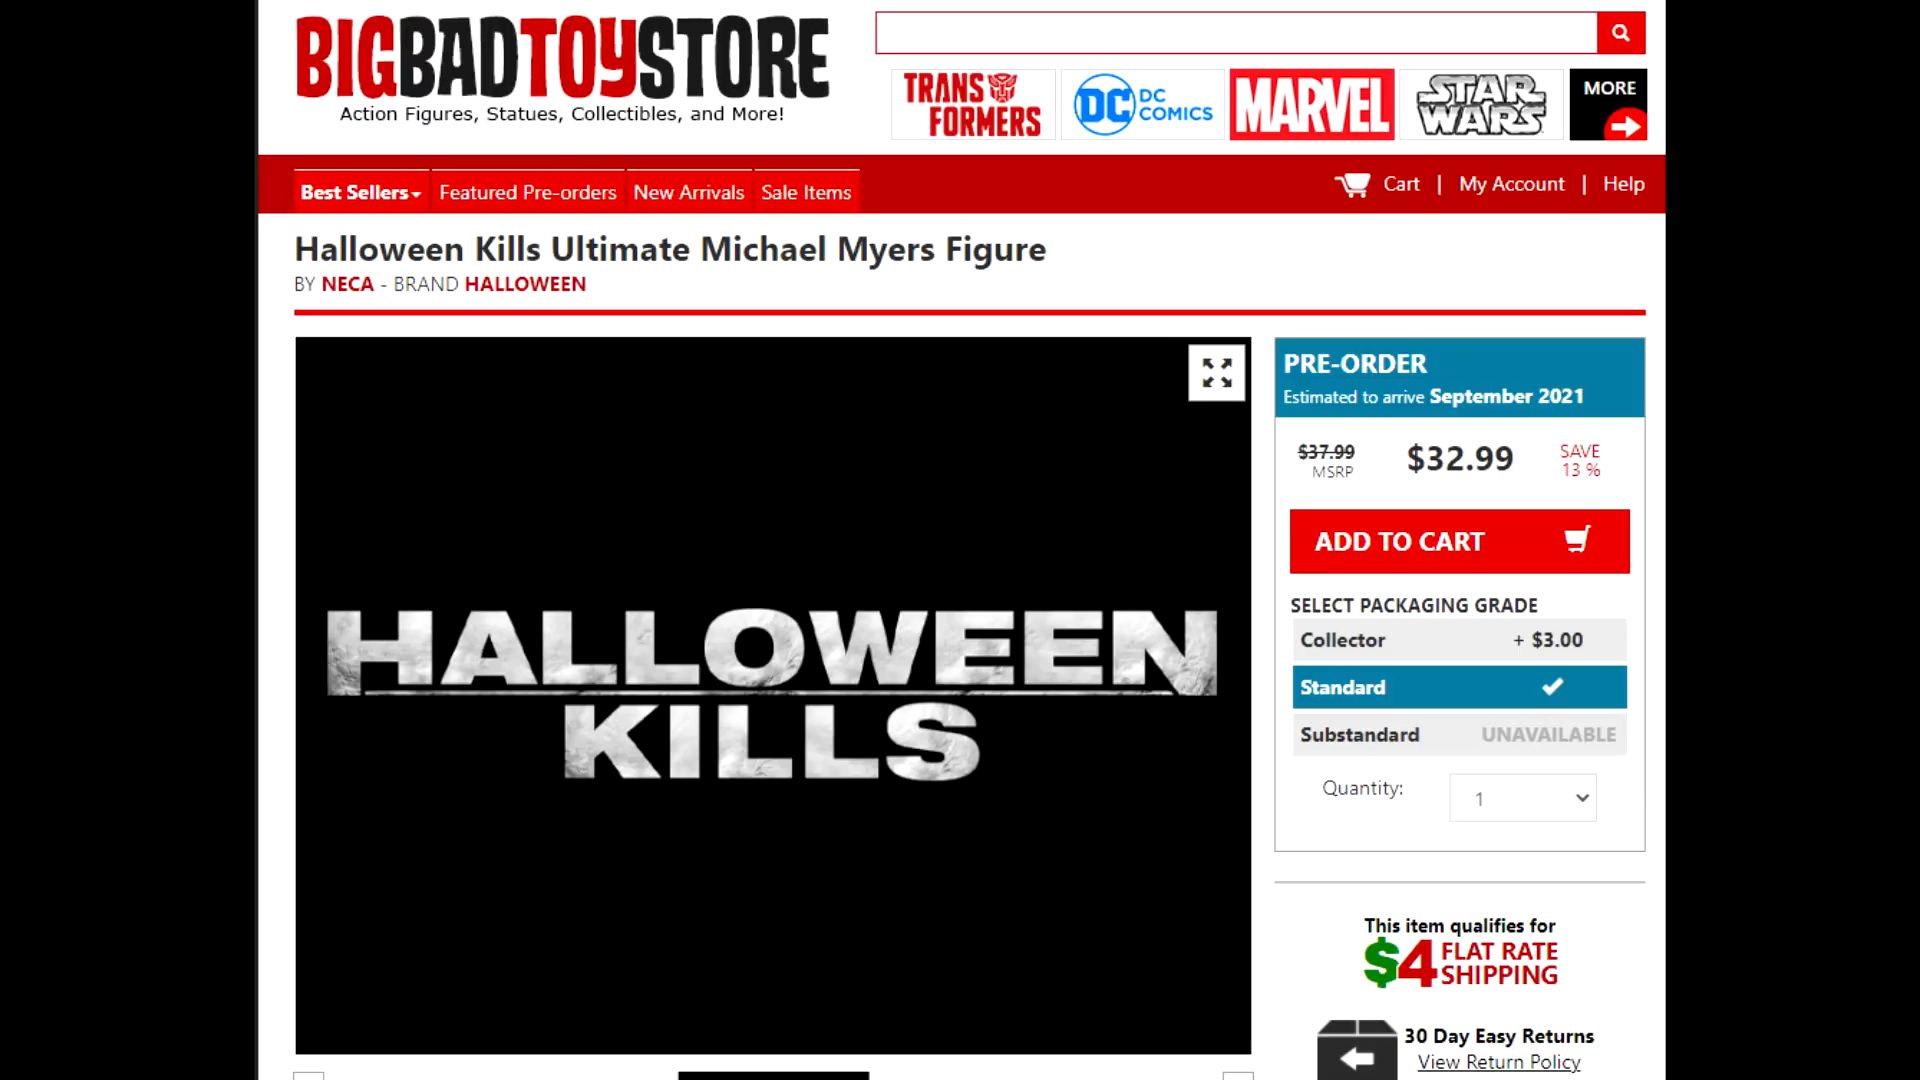 BIGBADTOYSTORE
Action Figures, Statues, Collectibles, and More!
TRANSFORMERS
DC DC COMICS
MARVEL
STAR WARS
MORE
Best Sellers
Featured Pre-orders
New Arrivals
Sale Items
Cart | My Account | Help
Halloween Kills Ultimate Michael Myers Figure
BY NECA - BRAND HALLOWEEN
HALLOWEEN
KILLS
PRE-ORDER
Estimated to arrive September 2021
$37.99
MSRP
$32.99
SAVE
13 %
ADD TO CART
SELECT PACKAGING GRADE
Collector + $3.00
Standard
Substandard UNAVAILABLE
Quantity: 1
This item qualifies for
$4 FLAT RATE
SHIPPING
30 Day Easy Returns
View Return Policy